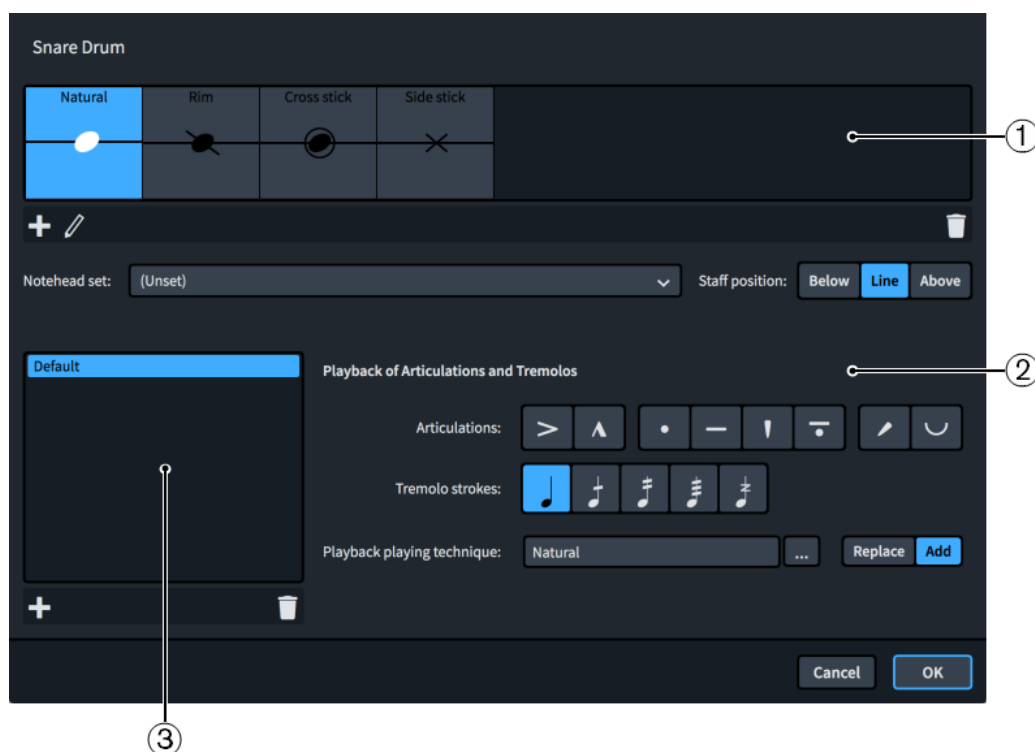 Snare Drum
Natural Rim Cross stick Side stick
①
Notehead set: (Unset) Staff position: Below Line Above
Default
Playback of Articulations and Tremolos
②
Articulations:
Tremolo strokes:
Playback playing technique: Natural ... Replace Add
Cancel OK
③